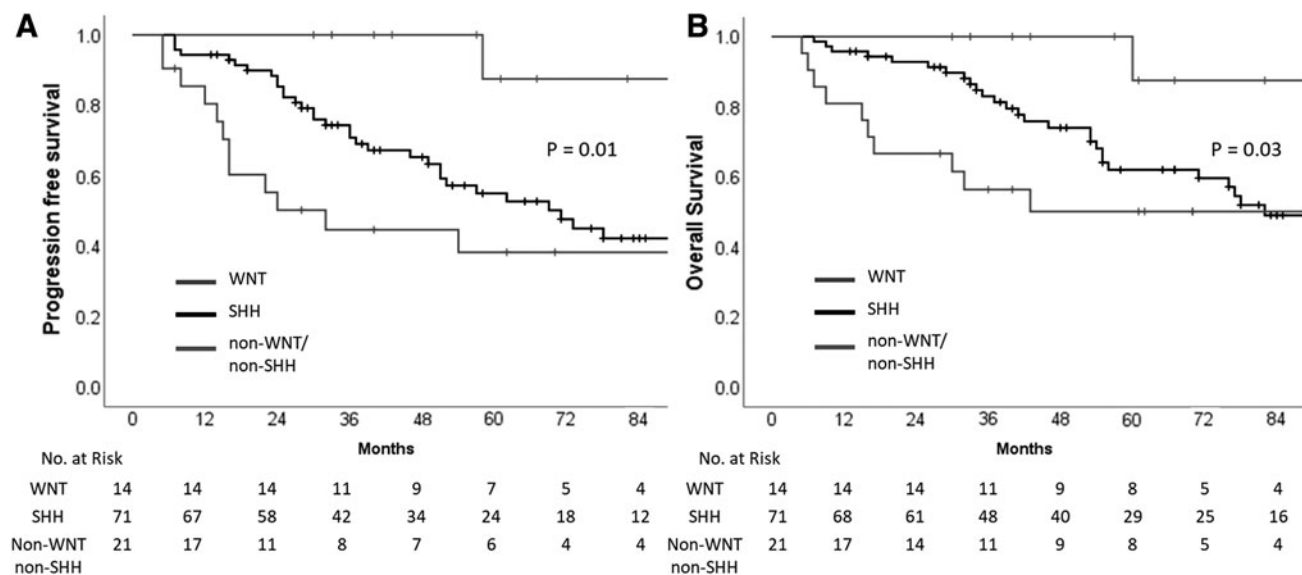 A
Progression free survival
1.0
0.8
0.6
0.4
0.2
0.0
P = 0.01
WNT
SHH
non-WNT/
non-SHH
0 12 24 36 48 60 72 84
Months
No. at Risk
WNT 14 14 14 11 9 7 5 4
SHH 71 67 58 42 34 24 18 12
Non-WNT 21 17 11 8 7 6 4 4
non-SHH
B
Overall Survival
1.0
0.8
0.6
0.4
0.2
0.0
P = 0.03
WNT
SHH
non-WNT/
non-SHH
0 12 24 36 48 60 72 84
Months
No. at Risk
WNT 14 14 14 11 9 8 5 4
SHH 71 68 61 48 40 29 25 16
Non-WNT 21 17 14 11 9 8 5 4
non-SHH